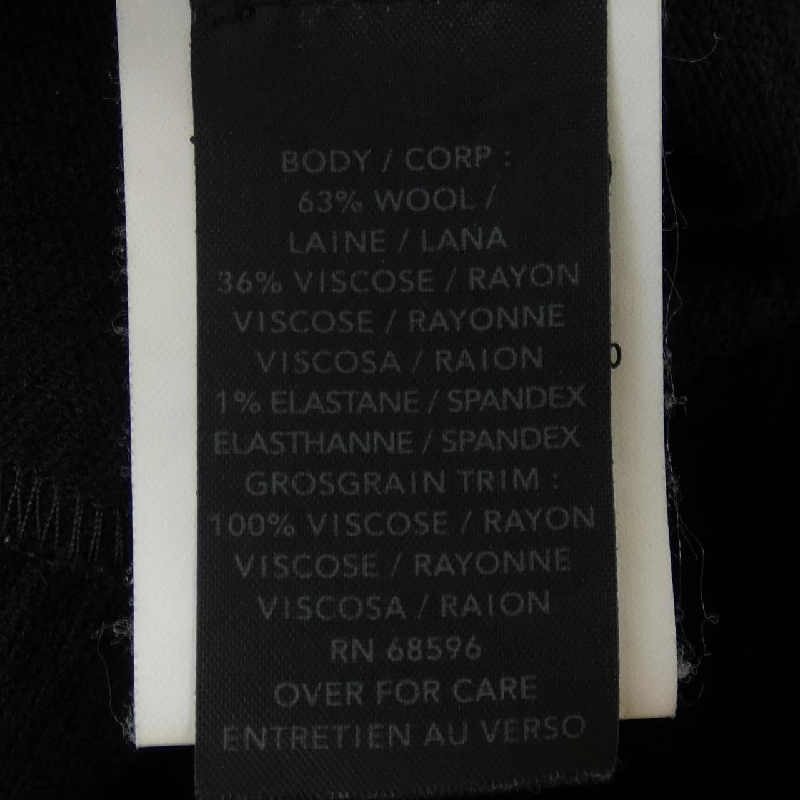 BODY / CORP :
63% WOOL /
LAINE / LANA
36% VISCOSE / RAYON
VISCOSE / RAYONNE
VISCOSA / RAION
1% ELASTANE / SPANDEX
ELASTHANNE / SPANDEX
GROSGRAIN TRIM :
100% VISCOSE / RAYON
VISCOSE / RAYONNE
VISCOSA / RAION
RN 68596
OVER FOR CARE
ENTRETIEN AU VERSO